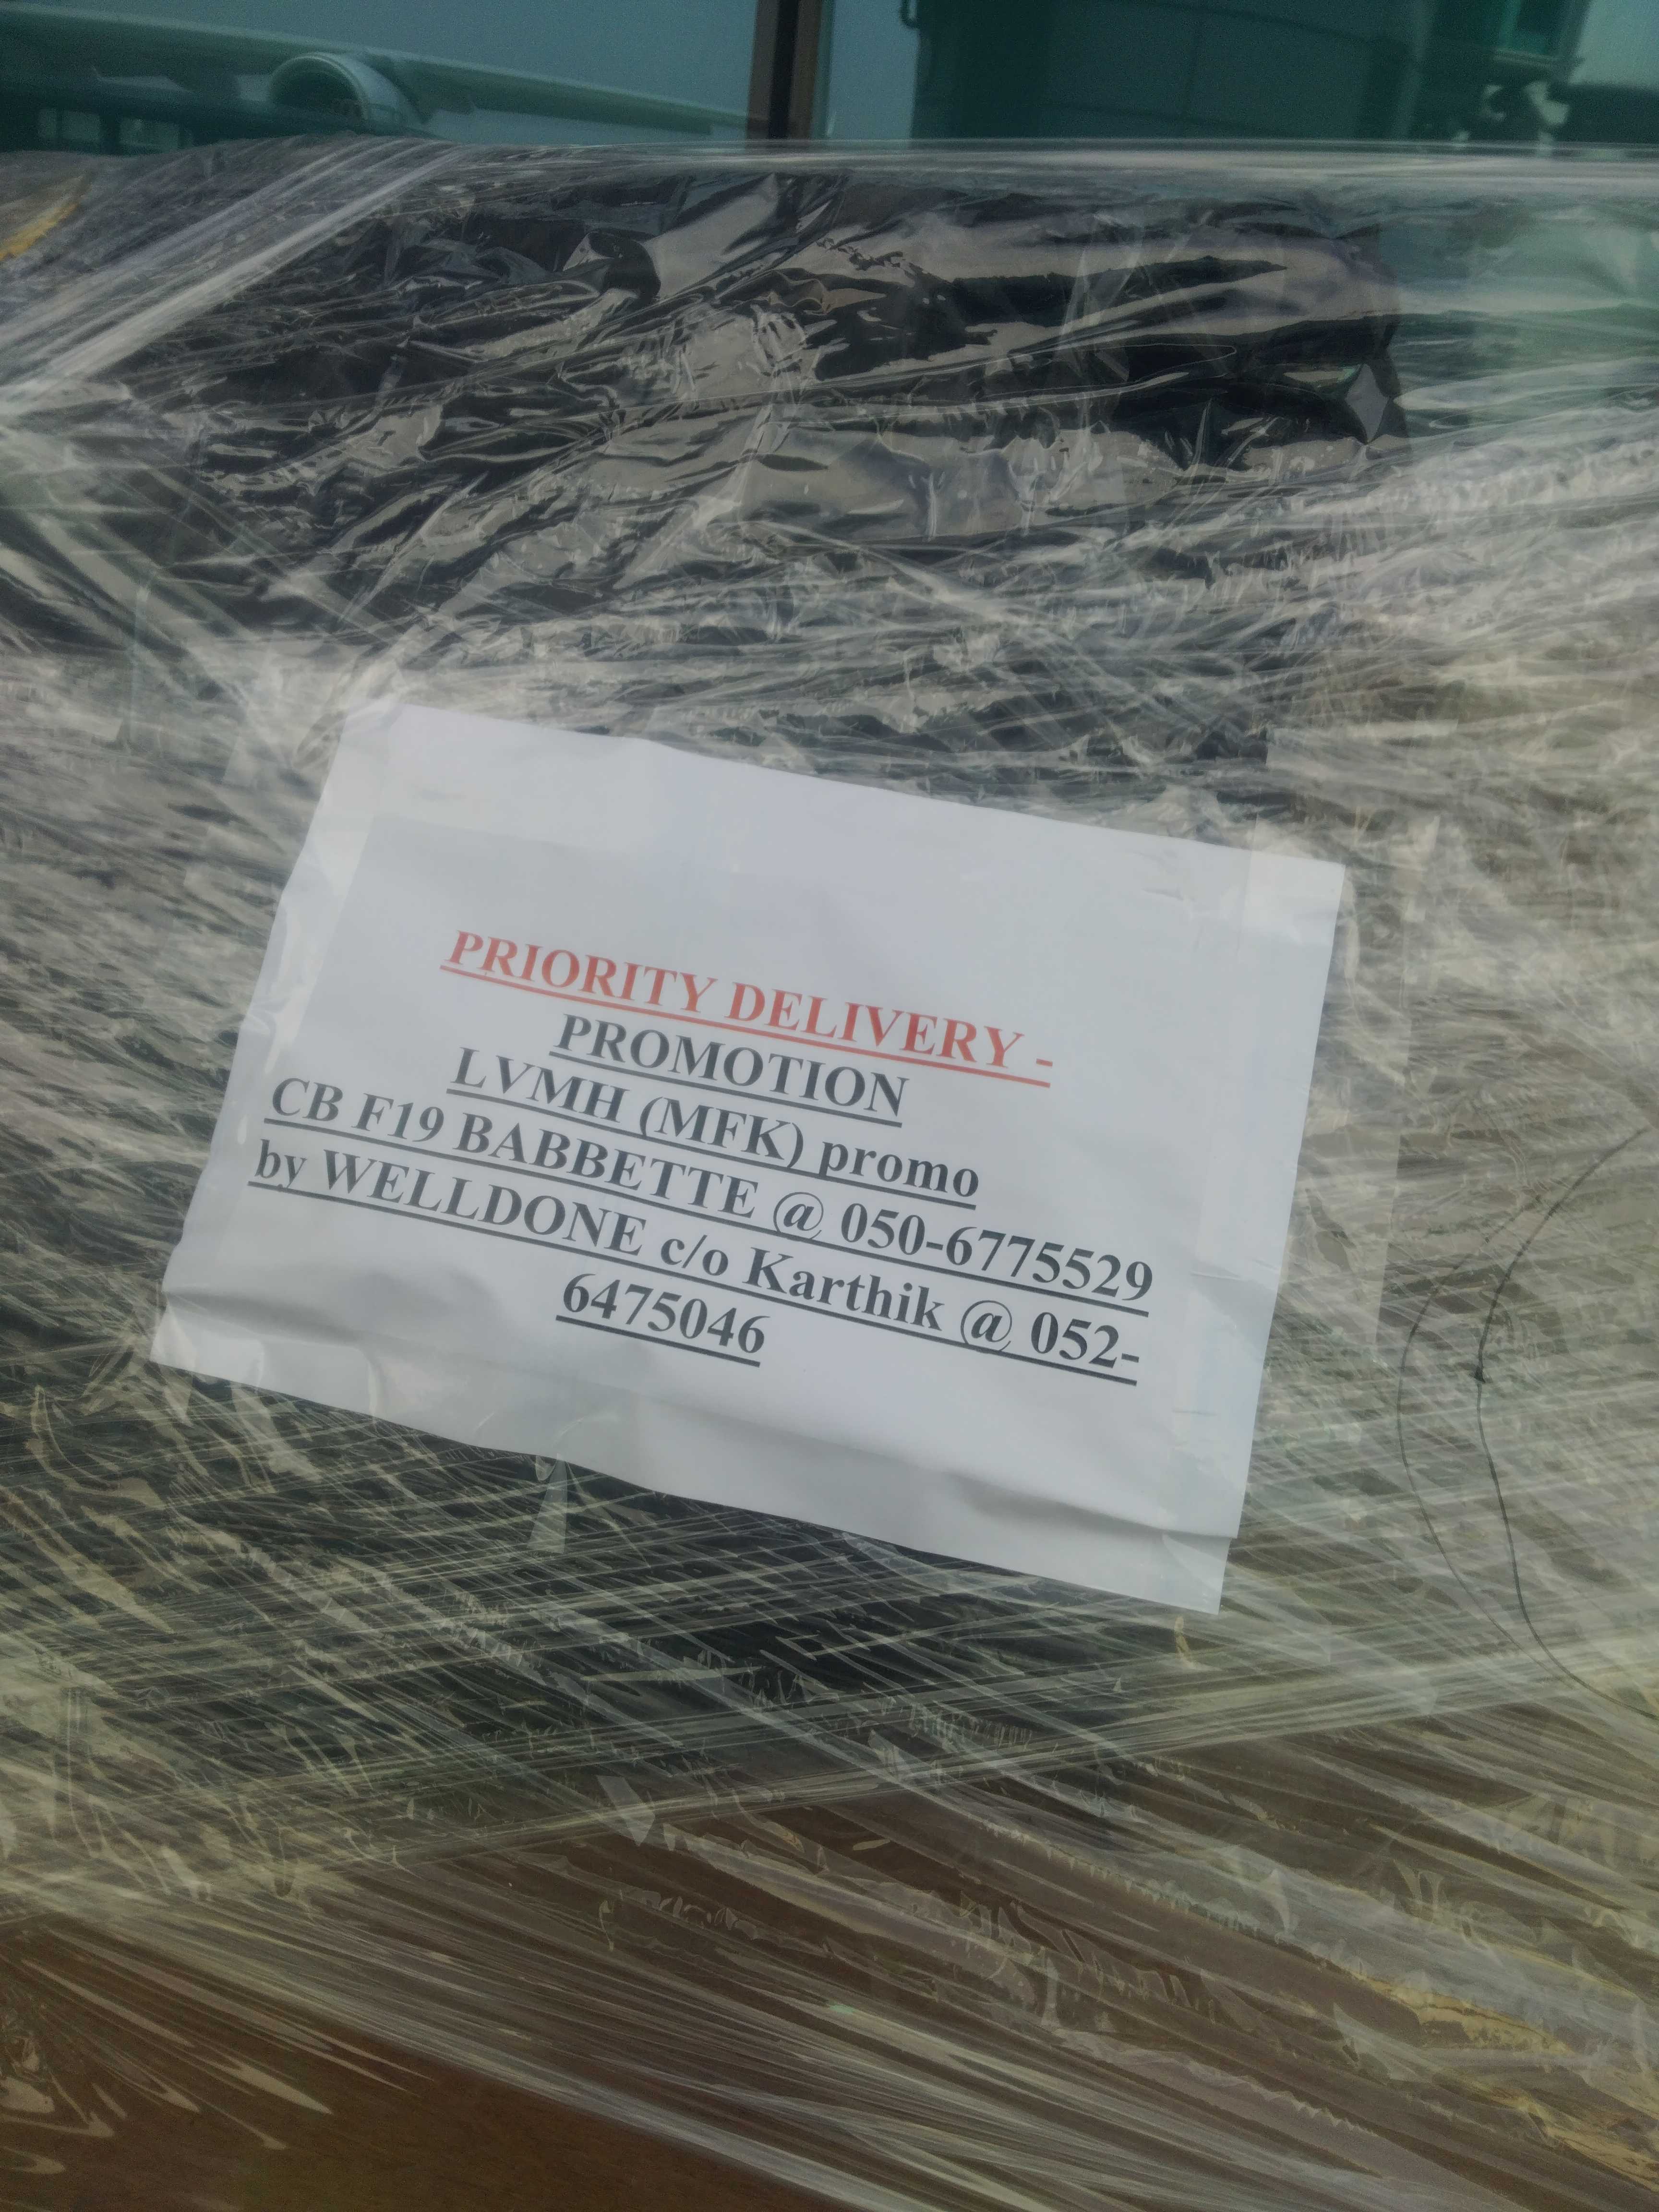 PRIORITY DELIVERY -
PROMOTION
LVMH (MFK) promo
CB F19 BABBETTE @ 050-6775529
by WELLDONE c/o Karthik @ 052-
6475046